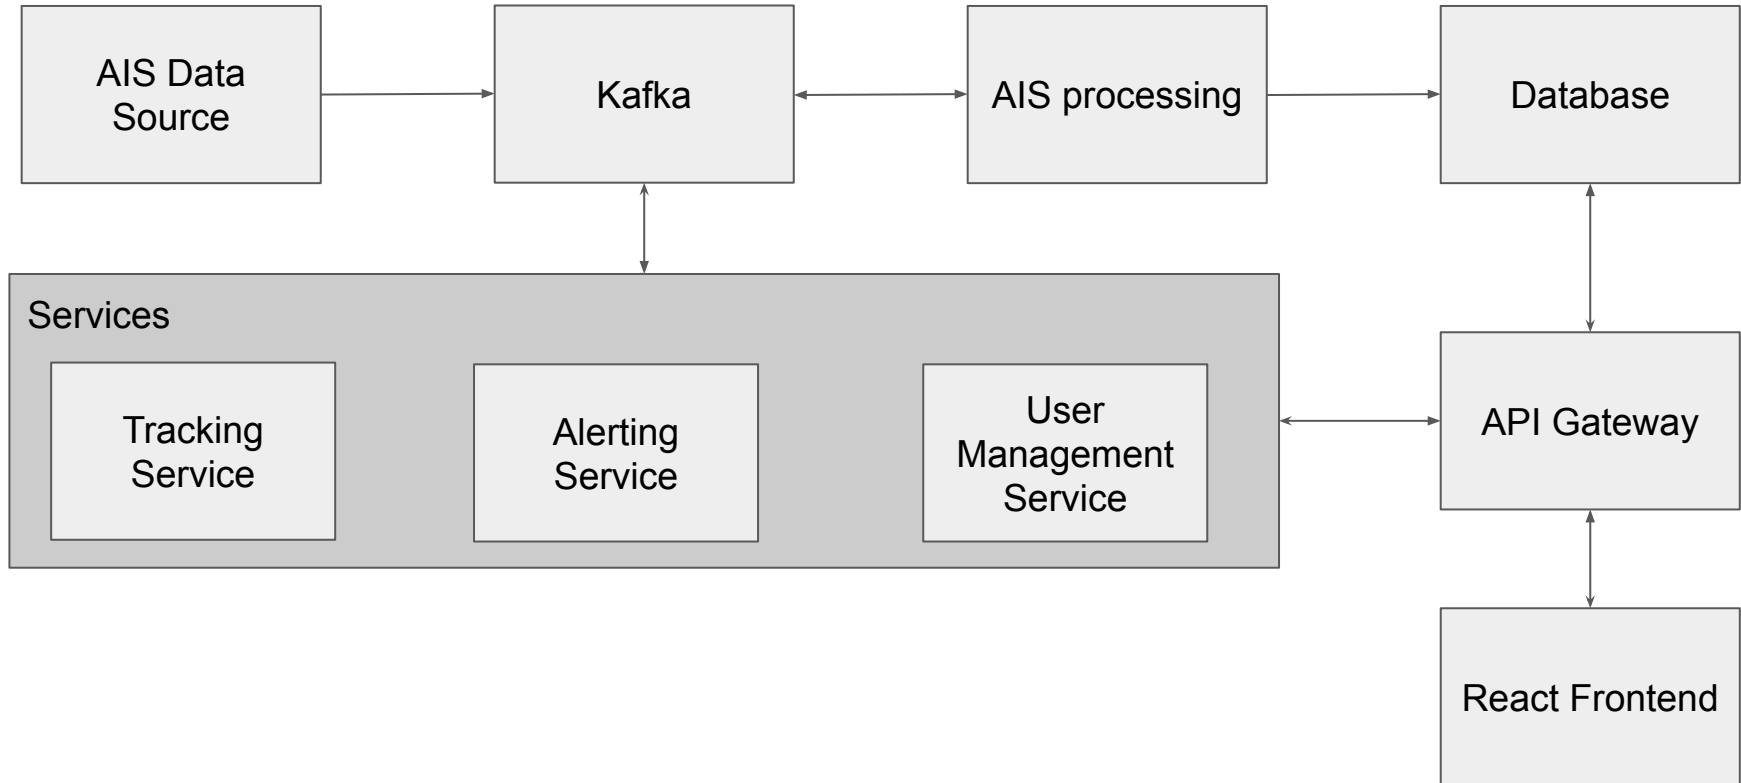 AIS Data
Source
Kafka
AIS processing
Database
Services
Tracking
Service
Alerting
Service
User
Management
Service
API Gateway
React Frontend